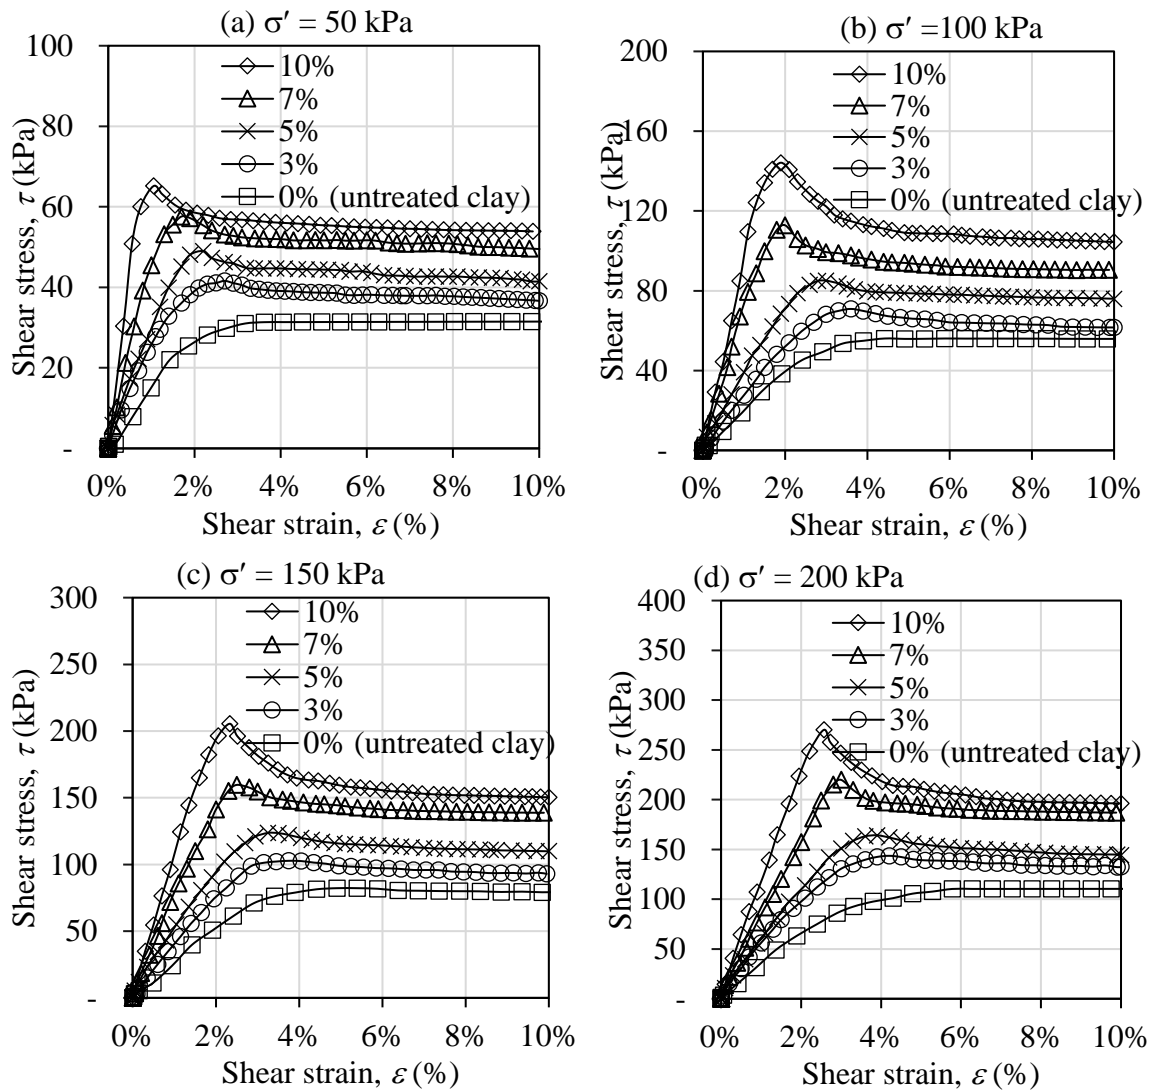 (a) σ′ = 50 kPa
100
80
60
40
20
-
Shear stress, τ (kPa)
10%
7%
5%
3%
0% (untreated clay)
0% 2% 4% 6% 8% 10%
Shear strain, ε (%)
(b) σ′ =100 kPa
200
160
120
80
40
-
Shear stress, τ (kPa)
10%
7%
5%
3%
0% (untreated clay)
0% 2% 4% 6% 8% 10%
Shear strain, ε (%)
(c) σ′ = 150 kPa
300
250
200
150
100
50
-
Shear stress, τ (kPa)
10%
7%
5%
3%
0% (untreated clay)
0% 2% 4% 6% 8% 10%
Shear strain, ε (%)
(d) σ′ = 200 kPa
400
350
300
250
200
150
100
50
-
Shear stress, τ (kPa)
10%
7%
5%
3%
0% (untreated clay)
0% 2% 4% 6% 8% 10%
Shear strain, ε (%)